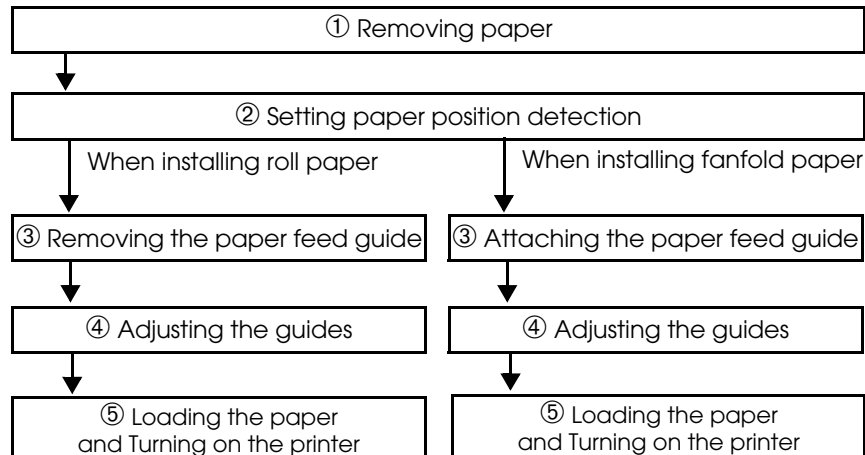 ① Removing paper
② Setting paper position detection
When installing roll paper
When installing fanfold paper
③ Removing the paper feed guide
③ Attaching the paper feed guide
④ Adjusting the guides
④ Adjusting the guides
⑤ Loading the paper
and Turning on the printer
⑤ Loading the paper
and Turning on the printer